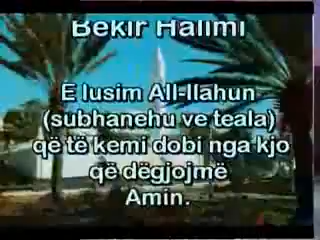 Bekir Halimi
E lusim All-llahun
(subhanehu ve teala)
që të kemi dobi nga kjo
që dëgjojmë
Amin.